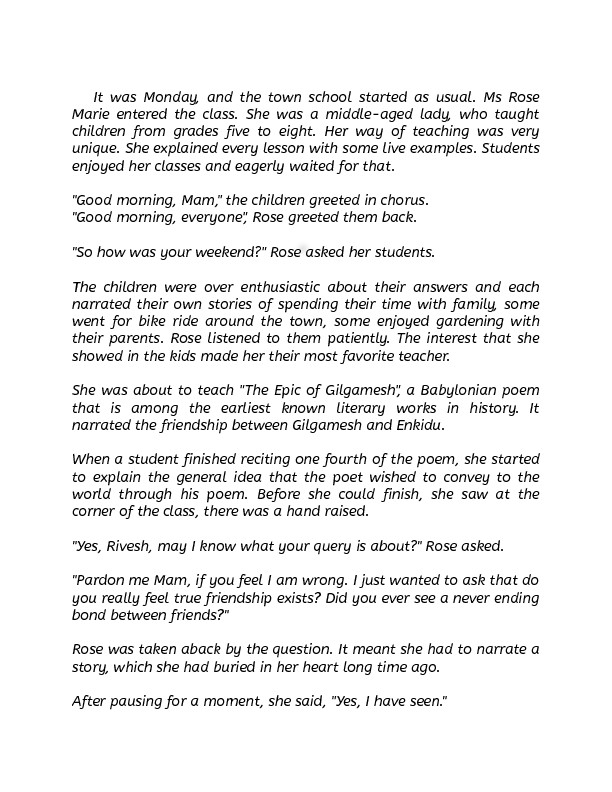 It was Monday, and the town school started as usual. Ms Rose
Marie entered the class. She was a middle-aged lady, who taught
children from grades five to eight. Her way of teaching was very
unique. She explained every lesson with some live examples. Students
enjoyed her classes and eagerly waited for that.
"Good morning, Mam," the children greeted in chorus.
"Good morning, everyone", Rose greeted them back.
"So how was your weekend?" Rose asked her students.
The children were over enthusiastic about their answers and each
narrated their own stories of spending their time with family, some
went for bike ride around the town, some enjoyed gardening with
their parents. Rose listened to them patiently. The interest that she
showed in the kids made her their most favorite teacher.
She was about to teach "The Epic of Gilgamesh", a Babylonian poem
that is among the earliest known literary works in history. It
narrated the friendship between Gilgamesh and Enkidu.
When a student finished reciting one fourth of the poem, she started
to explain the general idea that the poet wished to convey to the
world through his poem. Before she could finish, she saw at the
corner of the class, there was a hand raised.
"Yes, Rivesh, may I know what your query is about?" Rose asked.
"Pardon me Mam, if you feel I am wrong. I just wanted to ask that do
you really feel true friendship exists? Did you ever see a never ending
bond between friends?"
Rose was taken aback by the question. It meant she had to narrate a
story, which she had buried in her heart long time ago.
After pausing for a moment, she said, "Yes, I have seen."